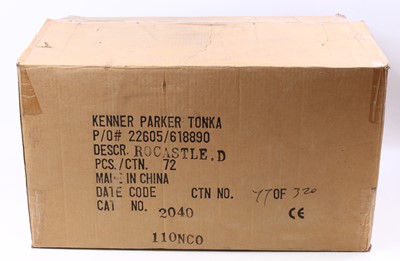 KENNER PARKER TONKA
P/O# 22605/618890
DESCR. ROCASTLE.D
PCS./CTN. 72
MADE IN CHINA
DATE CODE CTN NO. 77 OF 320
CAT NO. 2040
CE
110NCO